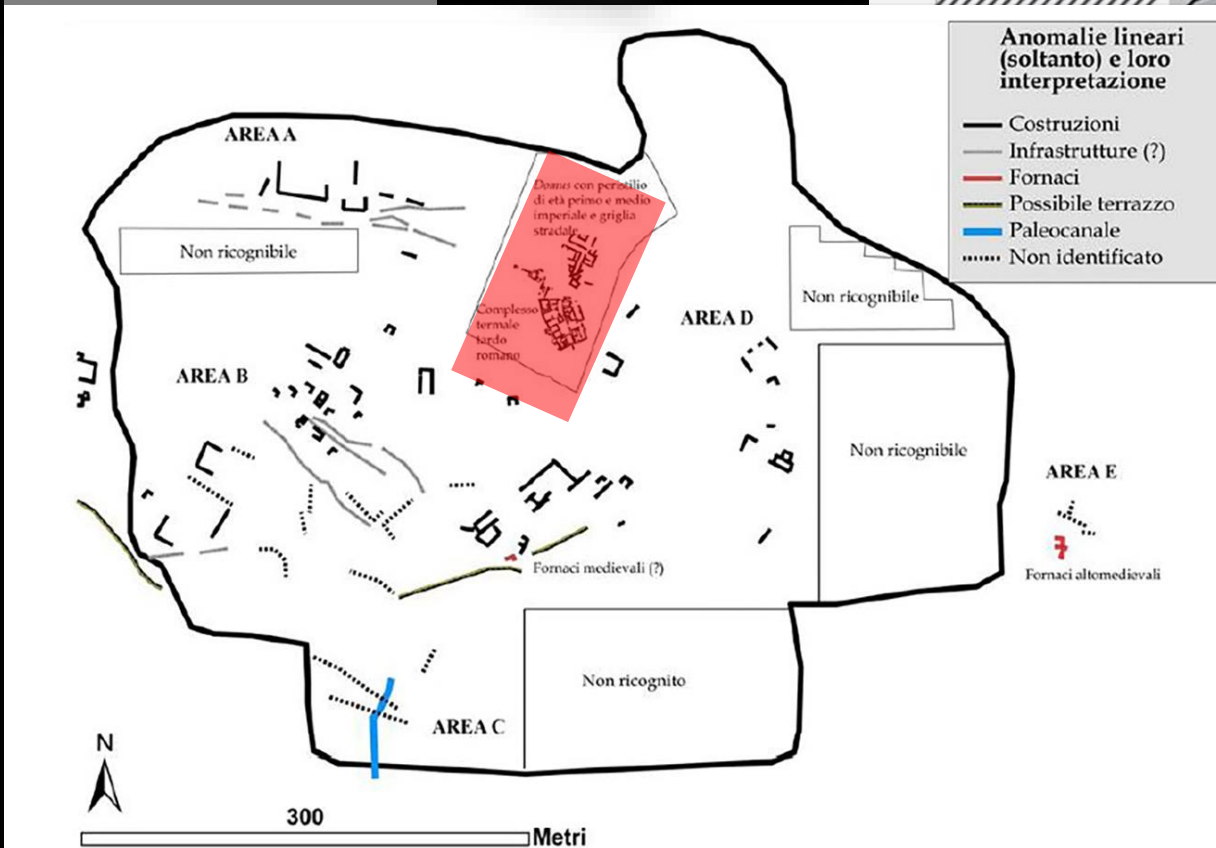 Anomalie lineari
(soltanto) e loro
interpretazione
Costruzioni
Infrastrutture (?)
Fornaci
Possibile terrazzo
Paleocanale
Non identificato
AREA A
Domus con peristilio
di età primo e medio
imperiale e griglia
stradale
Non ricognibile
Non ricognibile
Complesso
termale
tardo
romano
AREA D
AREA B
Non ricognibile
AREA E
Fornaci medievali (?)
Fornaci altomedievali
Non ricognito
AREA C
N
300
Metri